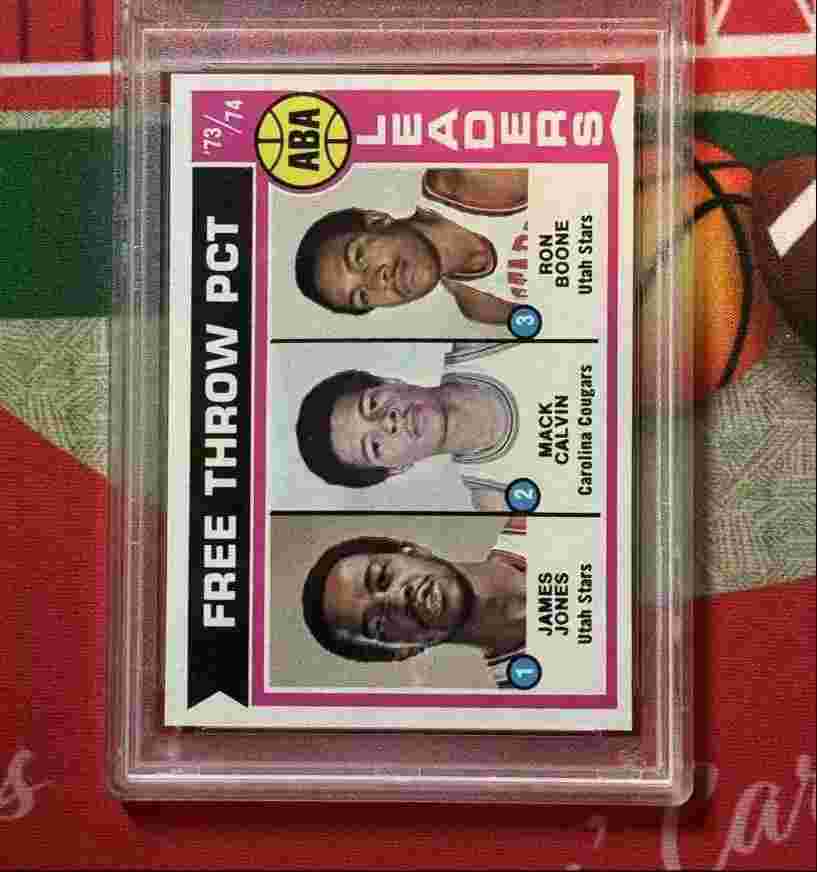 FREE THROW PCT
'73/74
ABA
LEADERS
1
JAMES
JONES
Utah Stars
2
MACK
CALVIN
Carolina Cougars
3
RON
BOONE
Utah Stars